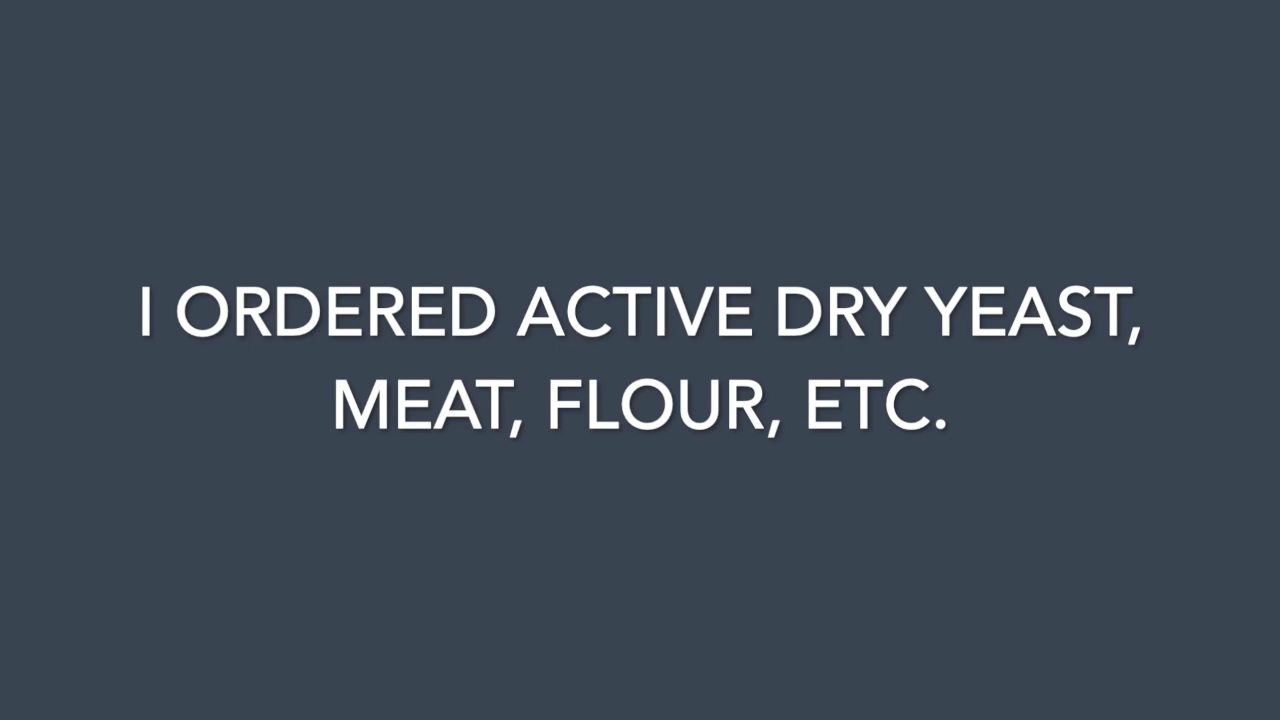 I ORDERED ACTIVE DRY YEAST,
MEAT, FLOUR, ETC.